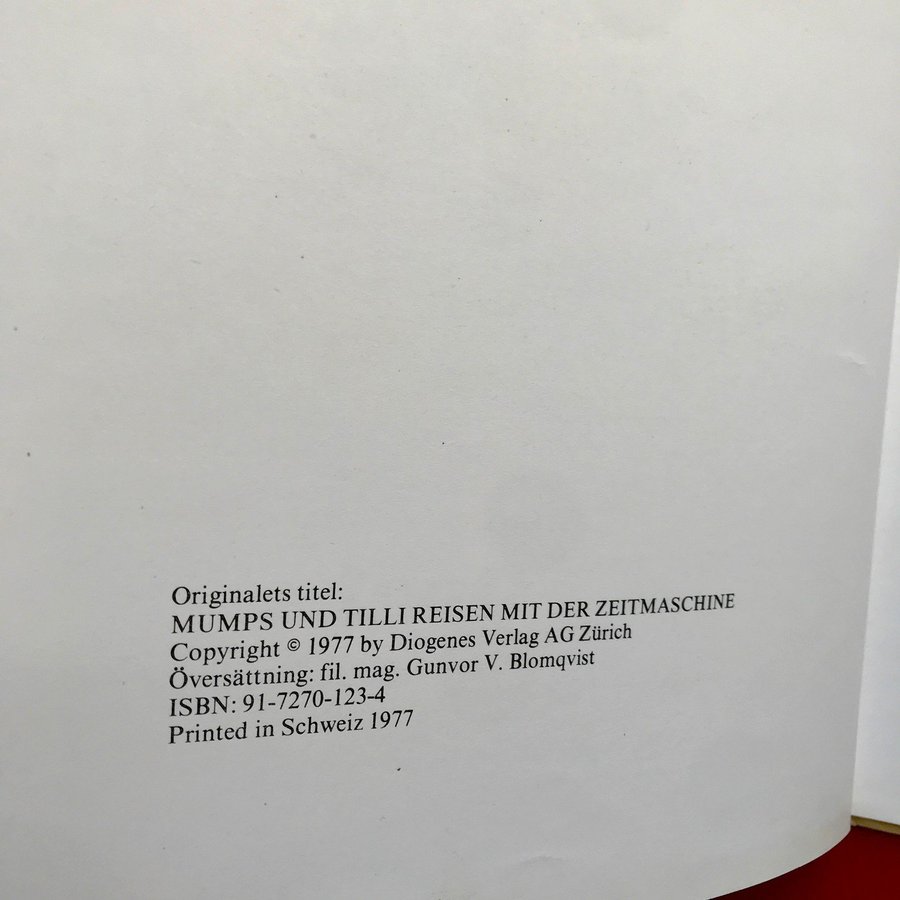 Originalets titel:
MUMPS UND TILLI REISEN MIT DER ZEITMASCHINE
Copyright © 1977 by Diogenes Verlag AG Zürich
Översättning: fil. mag. Gunvor V. Blomqvist
ISBN: 91-7270-123-4
Printed in Schweiz 1977